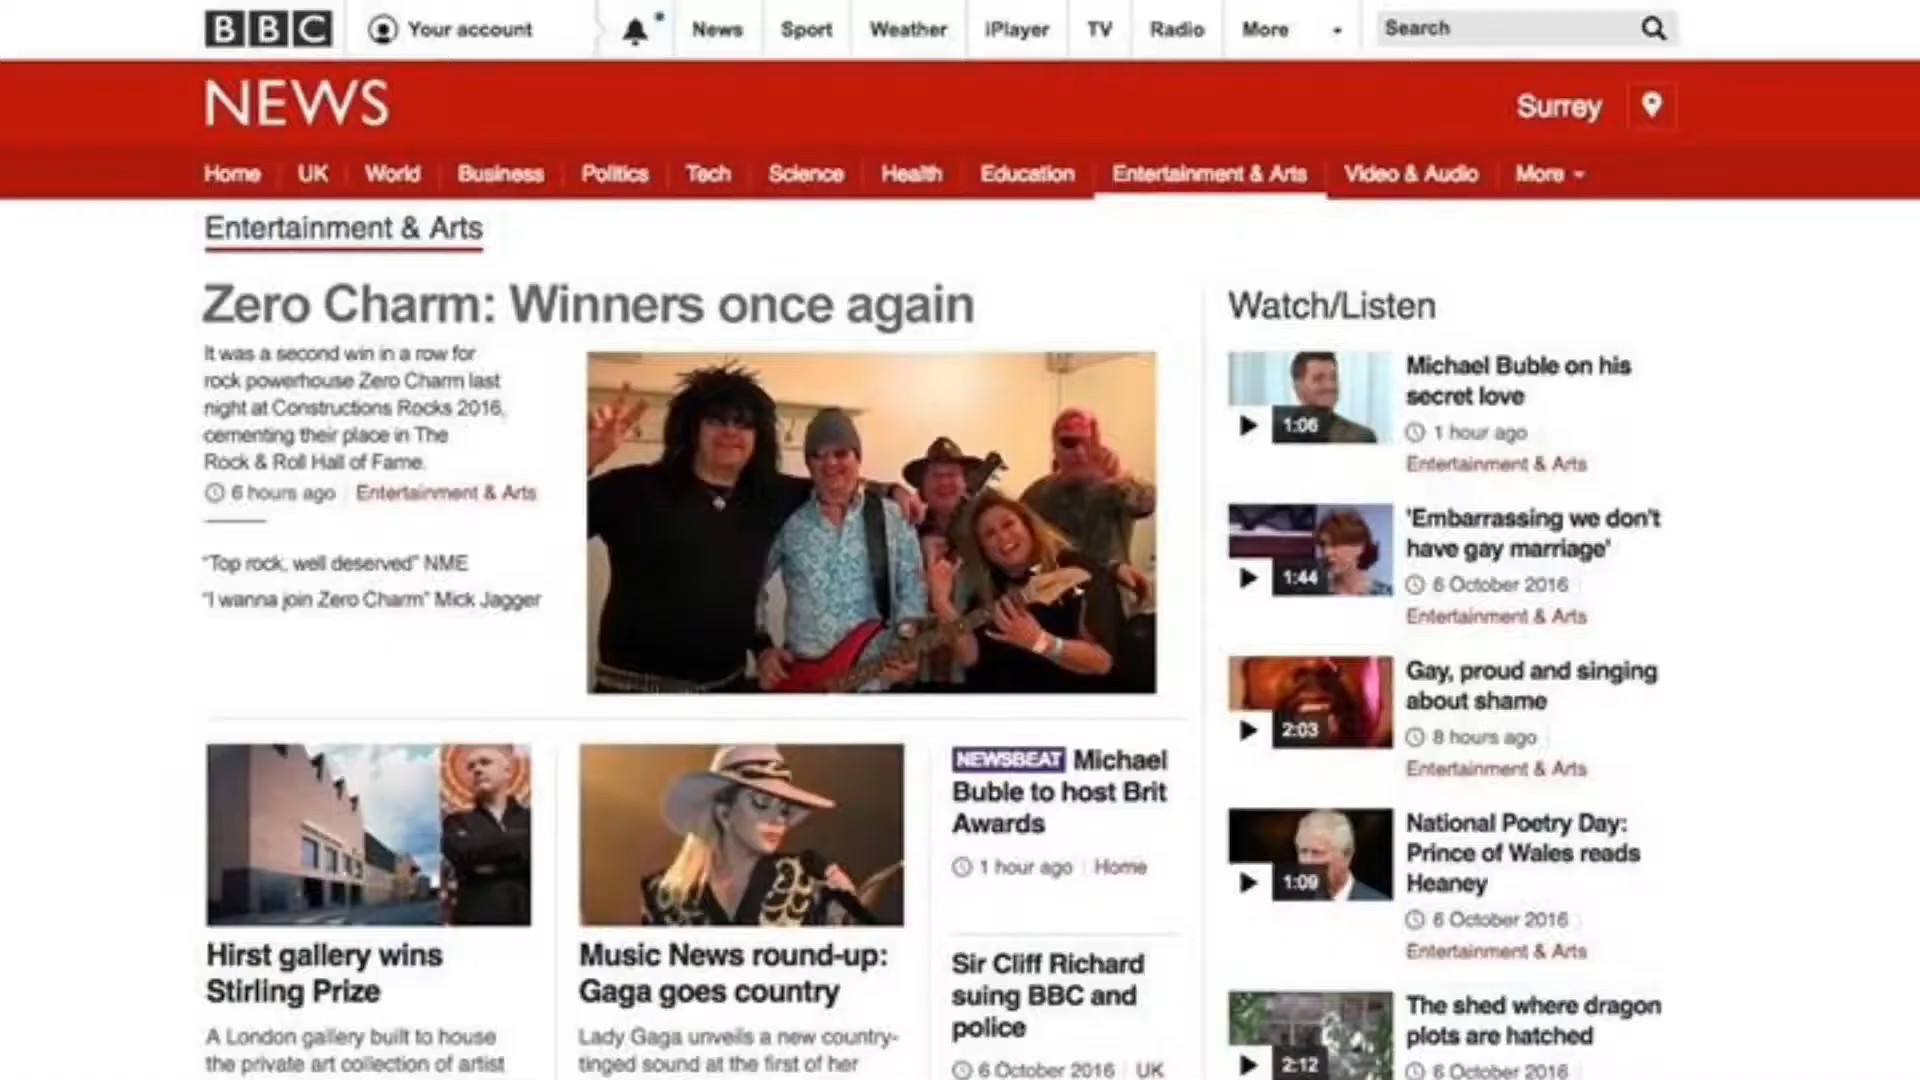 BBC
Your account
News
Sport
Weather
iPlayer
TV
Radio
More
Search
NEWS
Surrey
Home
UK
World
Business
Politics
Tech
Science
Health
Education
Entertainment & Arts
Video & Audio
More
Entertainment & Arts
Zero Charm: Winners once again
It was a second win in a row for
rock powerhouse Zero Charm last
night at Constructions Rocks 2016,
cementing their place in The
Rock & Roll Hall of Fame.
6 hours ago
Entertainment & Arts
"Top rock, well deserved" NME
"I wanna join Zero Charm" Mick Jagger
Hirst gallery wins
Stirling Prize
A London gallery built to house
the private art collection of artist
Music News round-up:
Gaga goes country
Lady Gaga unveils a new country-
tinged sound at the first of her
NEWSBEAT Michael
Buble to host Brit
Awards
1 hour ago
Home
Sir Cliff Richard
suing BBC and
police
6 October 2016
UK
Watch/Listen
1:06
Michael Buble on his
secret love
1 hour ago
Entertainment & Arts
1:44
'Embarrassing we don't
have gay marriage'
6 October 2016
Entertainment & Arts
2:03
Gay, proud and singing
about shame
8 hours ago
Entertainment & Arts
1:09
National Poetry Day:
Prince of Wales reads
Heaney
6 October 2016
Entertainment & Arts
2:12
The shed where dragon
plots are hatched
6 October 2016